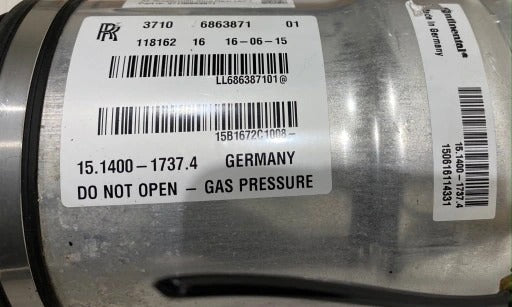 RR
3710 6863871 01
118162 16 16-06-15
LL686387101@
15B1672C1008-
15.1400-1737.4 GERMANY
DO NOT OPEN - GAS PRESSURE
Continental
Made in Germany
15.1400-1737.4
150616114331